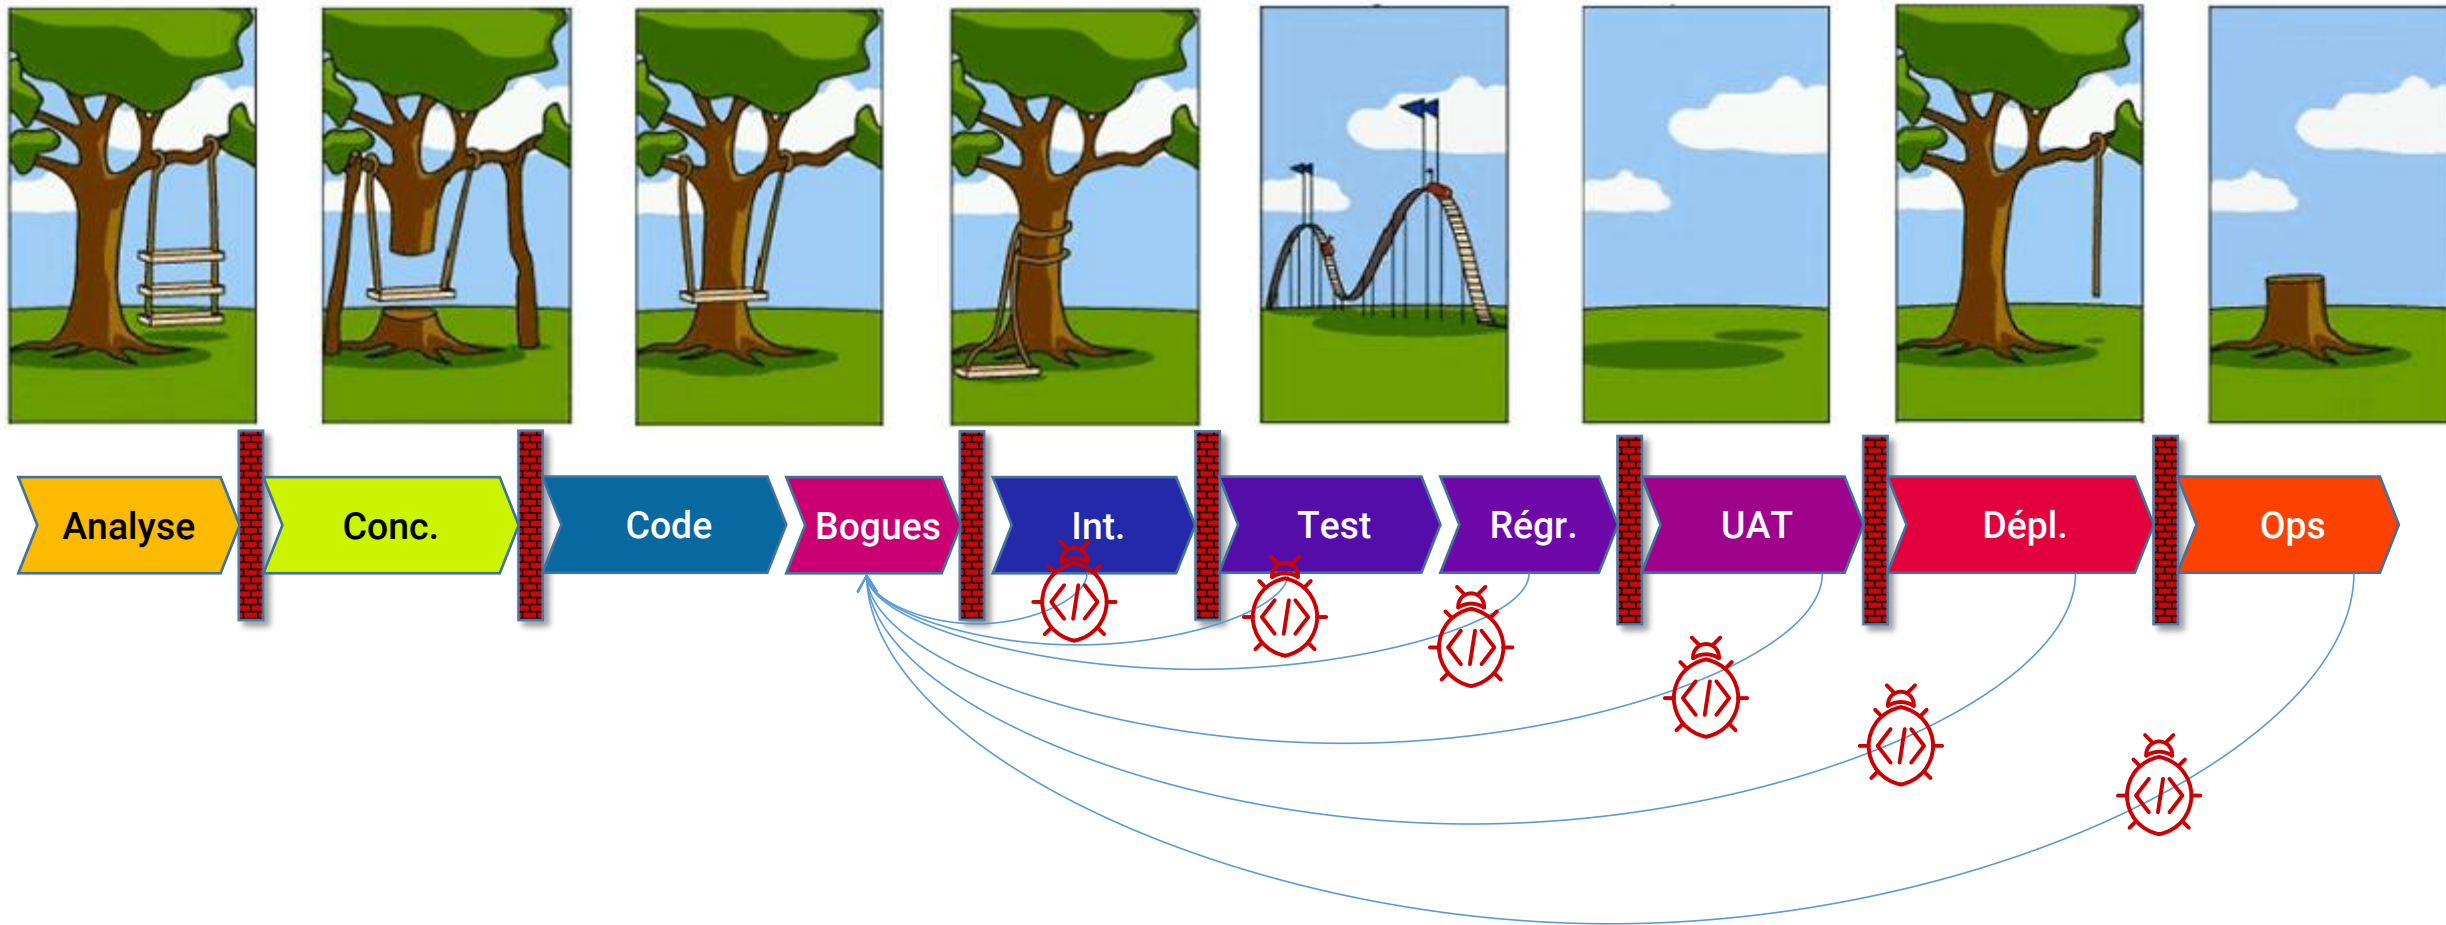 Analyse
Conc.
Code
Bogues
Int.
Test
Régr.
UAT
Dépl.
Ops